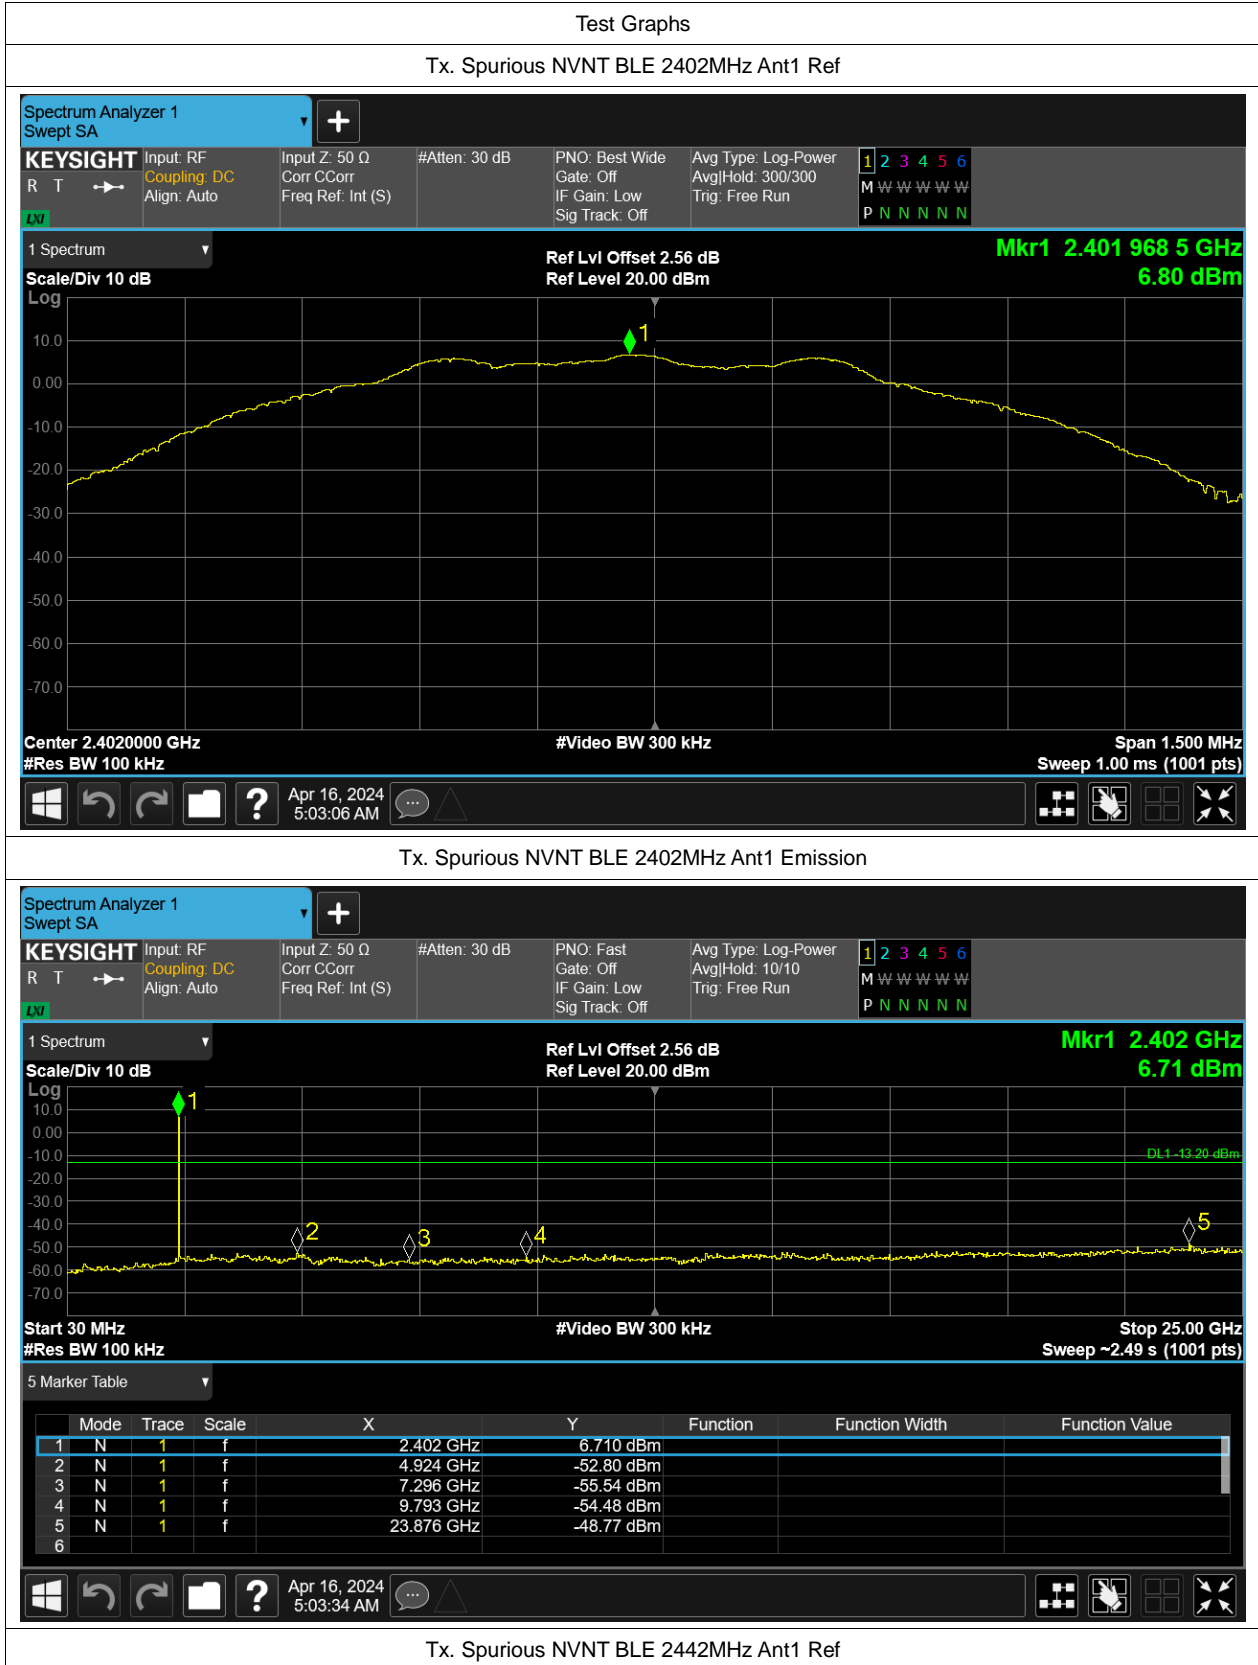 Test Graphs
Tx. Spurious NVNT BLE 2402MHz Ant1 Ref
Spectrum Analyzer 1
Swept SA
KEYSIGHT Input: RF Input Z: 50 Ω #Atten: 30 dB PNO: Best Wide Avg Type: Log-Power 1 2 3 4 5 6
R T Coupling: DC Corr CCorr Gate: Off Avg|Hold: 300/300 M W W W W W
Align: Auto Freq Ref: Int (S) IF Gain: Low Trig: Free Run
LXI Sig Track: Off P N N N N N
1 Spectrum Ref Lvl Offset 2.56 dB Mkr1 2.401 968 5 GHz
Scale/Div 10 dB Ref Level 20.00 dBm 6.80 dBm
Log
1
10.0
0.00
-10.0
-20.0
-30.0
-40.0
-50.0
-60.0
-70.0
Center 2.4020000 GHz #Video BW 300 kHz Span 1.500 MHz
#Res BW 100 kHz Sweep 1.00 ms (1001 pts)
? Apr 16, 2024
5:03:06 AM
Tx. Spurious NVNT BLE 2402MHz Ant1 Emission
Spectrum Analyzer 1
Swept SA
KEYSIGHT Input: RF Input Z: 50 Ω #Atten: 30 dB PNO: Fast Avg Type: Log-Power 1 2 3 4 5 6
R T Coupling: DC Corr CCorr Gate: Off Avg|Hold: 10/10 M W W W W W
Align: Auto Freq Ref: Int (S) IF Gain: Low Trig: Free Run
LXI Sig Track: Off P N N N N N
1 Spectrum Ref Lvl Offset 2.56 dB Mkr1 2.402 GHz
Scale/Div 10 dB Ref Level 20.00 dBm 6.71 dBm
Log
10.0 1
0.00
-10.0 DL1 -13.20 dBm
-20.0
-30.0
-40.0 2 3 4 5
-50.0
-60.0
-70.0
Start 30 MHz #Video BW 300 kHz Stop 25.00 GHz
#Res BW 100 kHz Sweep ~2.49 s (1001 pts)
5 Marker Table
Mode Trace Scale X Y Function Function Width Function Value
1 N 1 f 2.402 GHz 6.710 dBm
2 N 1 f 4.924 GHz -52.80 dBm
3 N 1 f 7.296 GHz -55.54 dBm
4 N 1 f 9.793 GHz -54.48 dBm
5 N 1 f 23.876 GHz -48.77 dBm
6
? Apr 16, 2024
5:03:34 AM
Tx. Spurious NVNT BLE 2442MHz Ant1 Ref